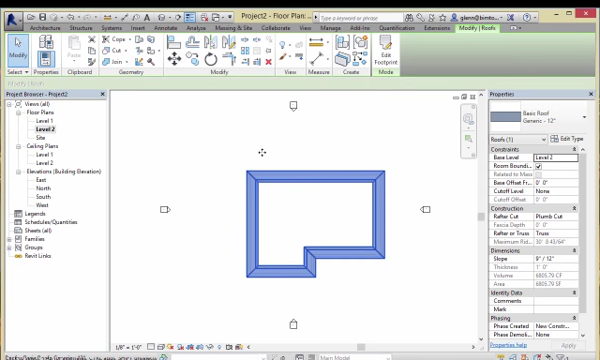 Project2 - Floor Plan:
Type a keyword or phrase
glenn@bimto...
Architecture Structure Systems Insert Annotate Analyze Massing & Site Collaborate View Manage Add-Ins Quantification Extensions Modify | Roofs
Modify
Properties
Paste
Cope
Cut
Join
Edit Footprint
Select Properties Clipboard Geometry Modify View Measure Create Mode
Modify | Roofs
Project Browser - Project2
Views (all)
Floor Plans
Level 1
Level 2
Site
Ceiling Plans
Level 1
Level 2
Elevations (Building Elevation)
East
North
South
West
Legends
Schedules/Quantities
Sheets (all)
Families
Groups
Revit Links
Properties
Basic Roof
Generic - 12"
Roofs (1) Edit Type
Constraints
Base Level Level 2
Room Boundi...
Related to Mass
Base Offset Fr... 0' 0"
Cutoff Level None
Cutoff Offset 0' 0"
Construction
Rafter Cut Plumb Cut
Fascia Depth 0' 0"
Rafter or Truss Truss
Maximum Rid... 30' 8 43/64"
Dimensions
Slope 9" / 12"
Thickness 1' 0"
Volume 6805.79 CF
Area 6805.79 SF
Identity Data
Comments
Mark
Phasing
Phase Created New Constr...
Phase Demoli... None
Properties help Apply
1/8" = 1'-0"
Main Model